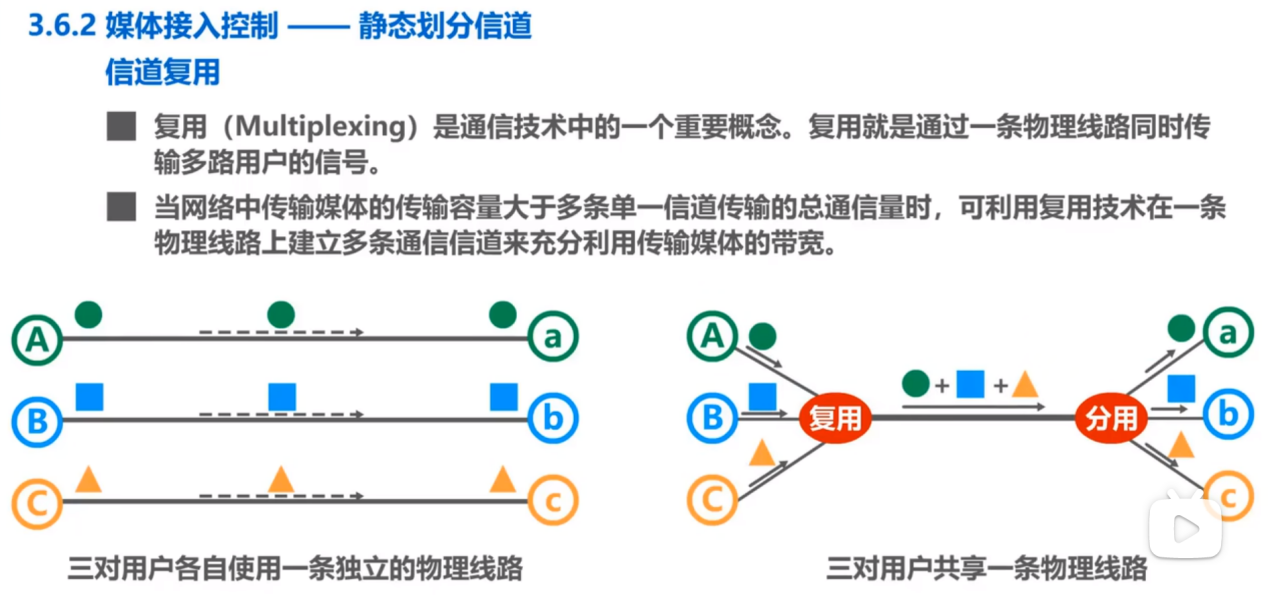 3.6.2 媒体接入控制 —— 静态划分信道
信道复用
复用（Multiplexing）是通信技术中的一个重要概念。复用就是通过一条物理线路同时传
输多路用户的信号。
当网络中传输媒体的传输容量大于多条单一信道传输的总通信量时，可利用复用技术在一条
物理线路上建立多条通信信道来充分利用传输媒体的带宽。
A
a
B
b
C
c
三对用户各自使用一条独立的物理线路
A
a
+ +
B
复用
分用
b
C
c
三对用户共享一条物理线路